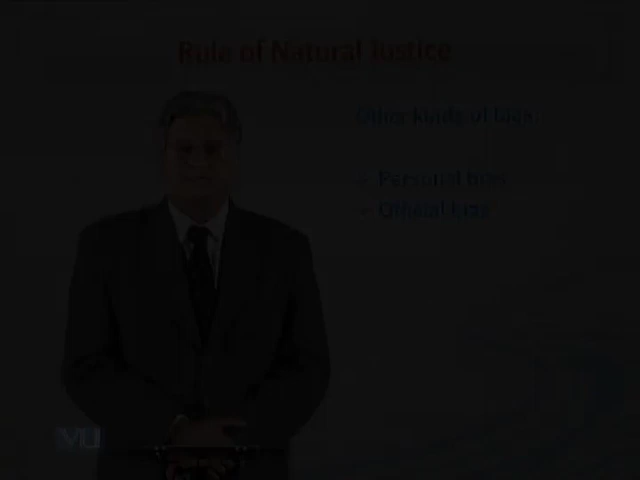 Rule of Natural Justice
Other kinds of bias:
– Personal bias
– Official bias
VU